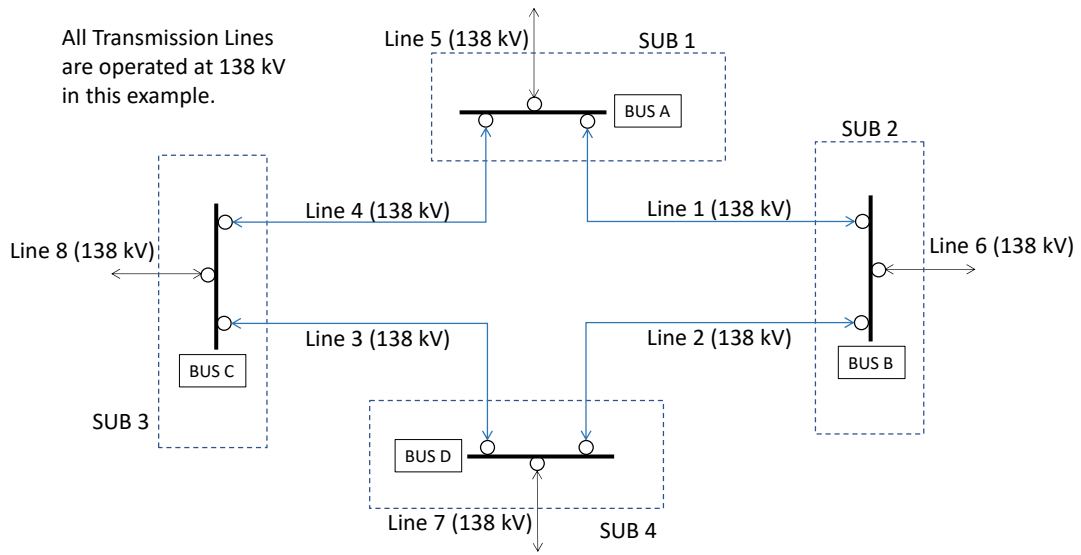 All Transmission Lines
are operated at 138 kV
in this example.
Line 5 (138 kV)
SUB 1
BUS A
SUB 2
Line 4 (138 kV)
Line 1 (138 kV)
Line 8 (138 kV)
Line 6 (138 kV)
Line 3 (138 kV)
Line 2 (138 kV)
BUS C
BUS B
SUB 3
BUS D
Line 7 (138 kV)
SUB 4